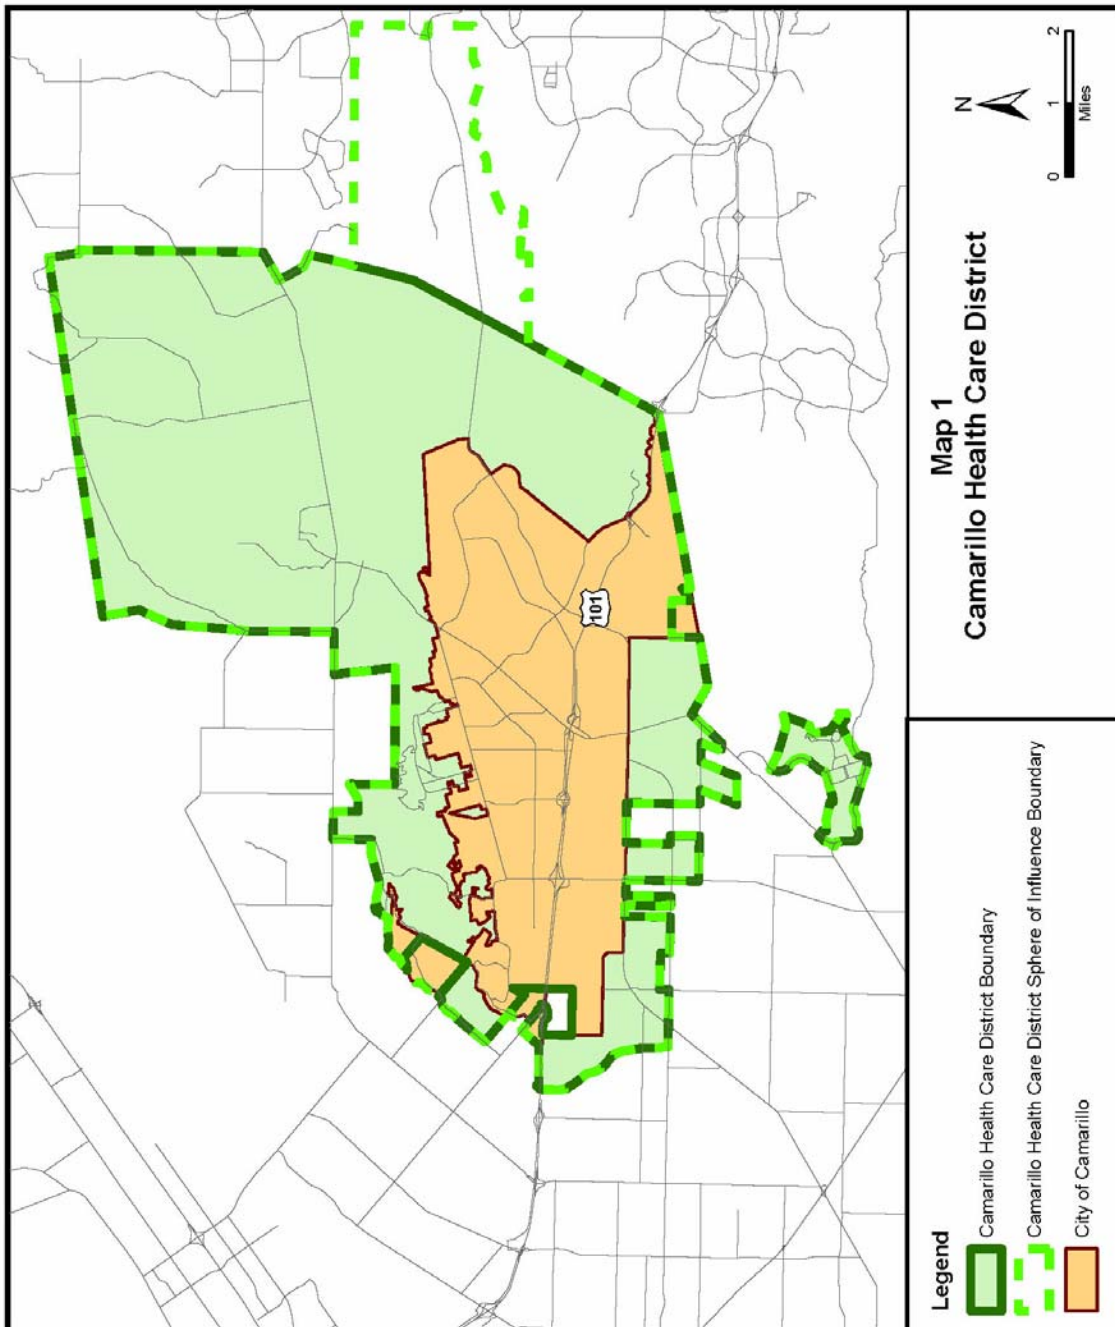 101
Legend
Camarillo Health Care District Boundary
Camarillo Health Care District Sphere of Influence Boundary
City of Camarillo
Map 1
Camarillo Health Care District
N
0 1 2
Miles